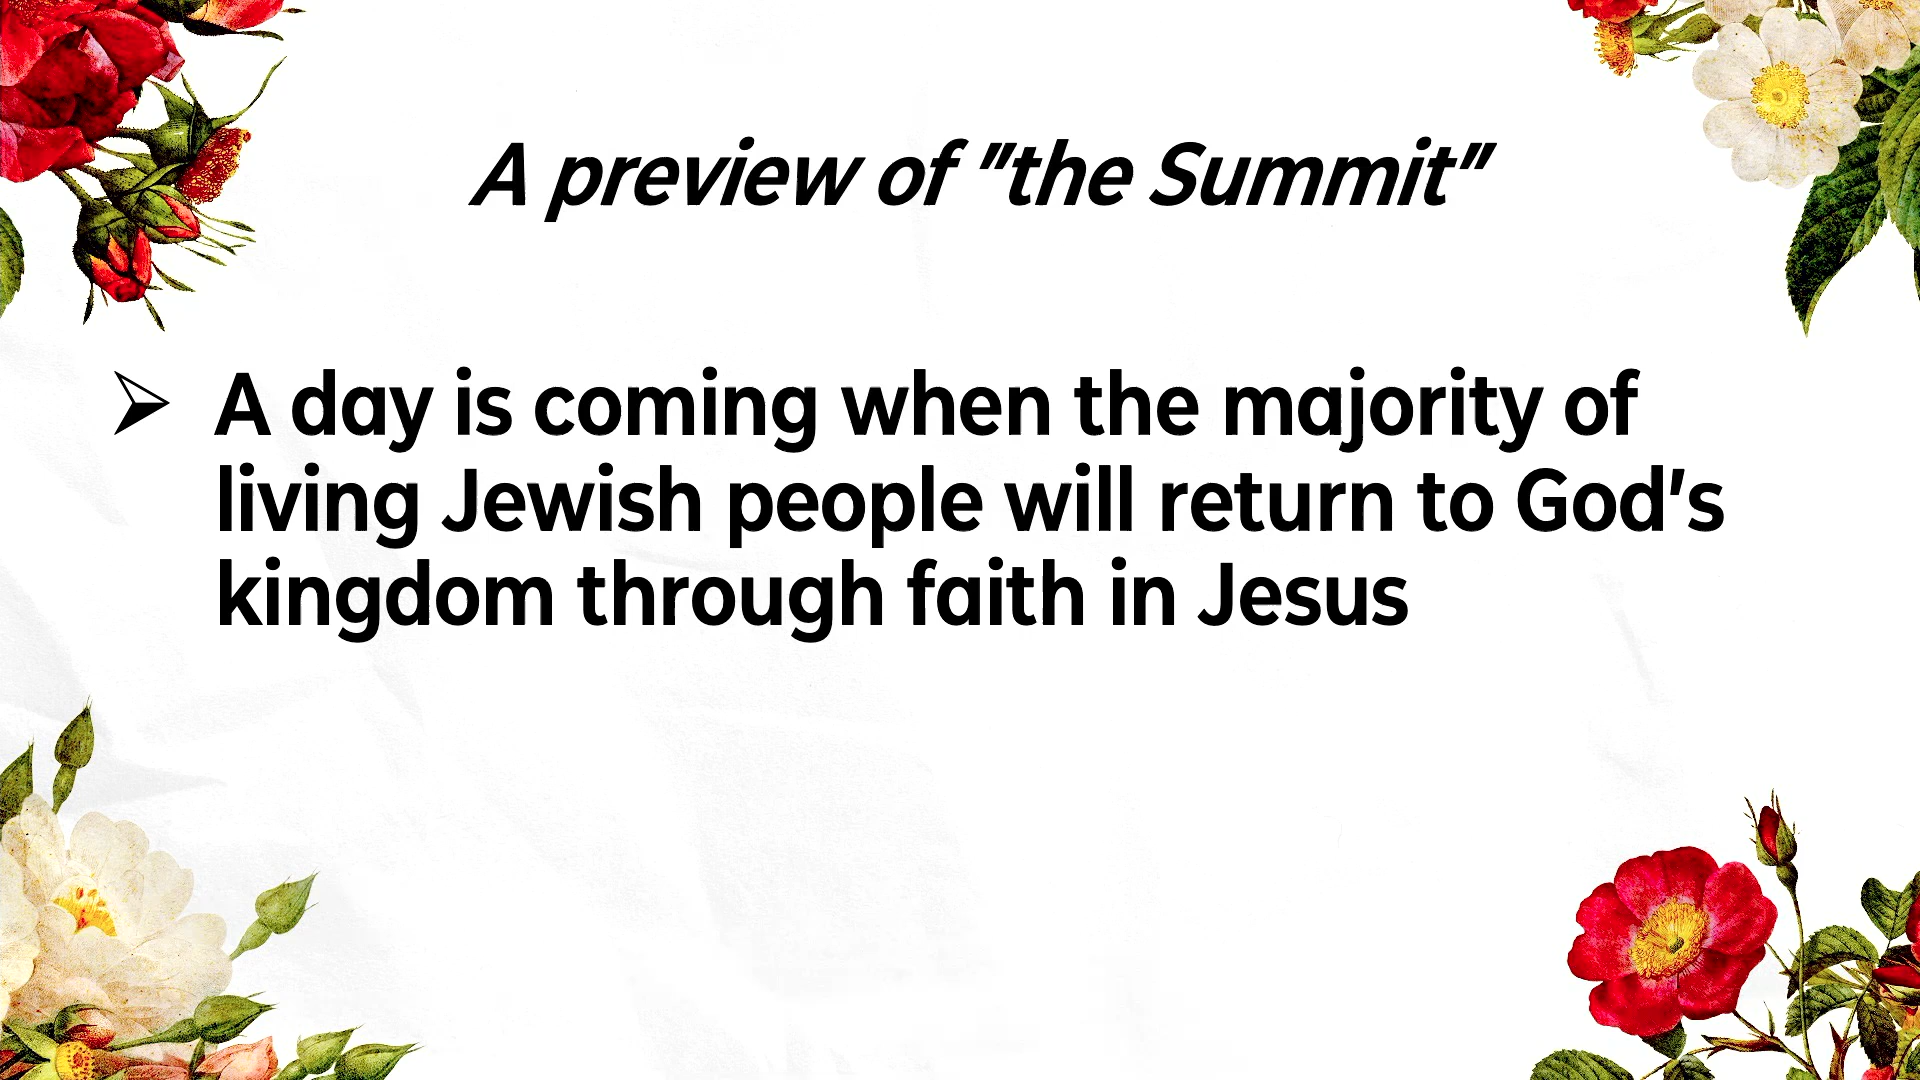 A preview of "the Summit"
➢ A day is coming when the majority of
living Jewish people will return to God's
kingdom through faith in Jesus